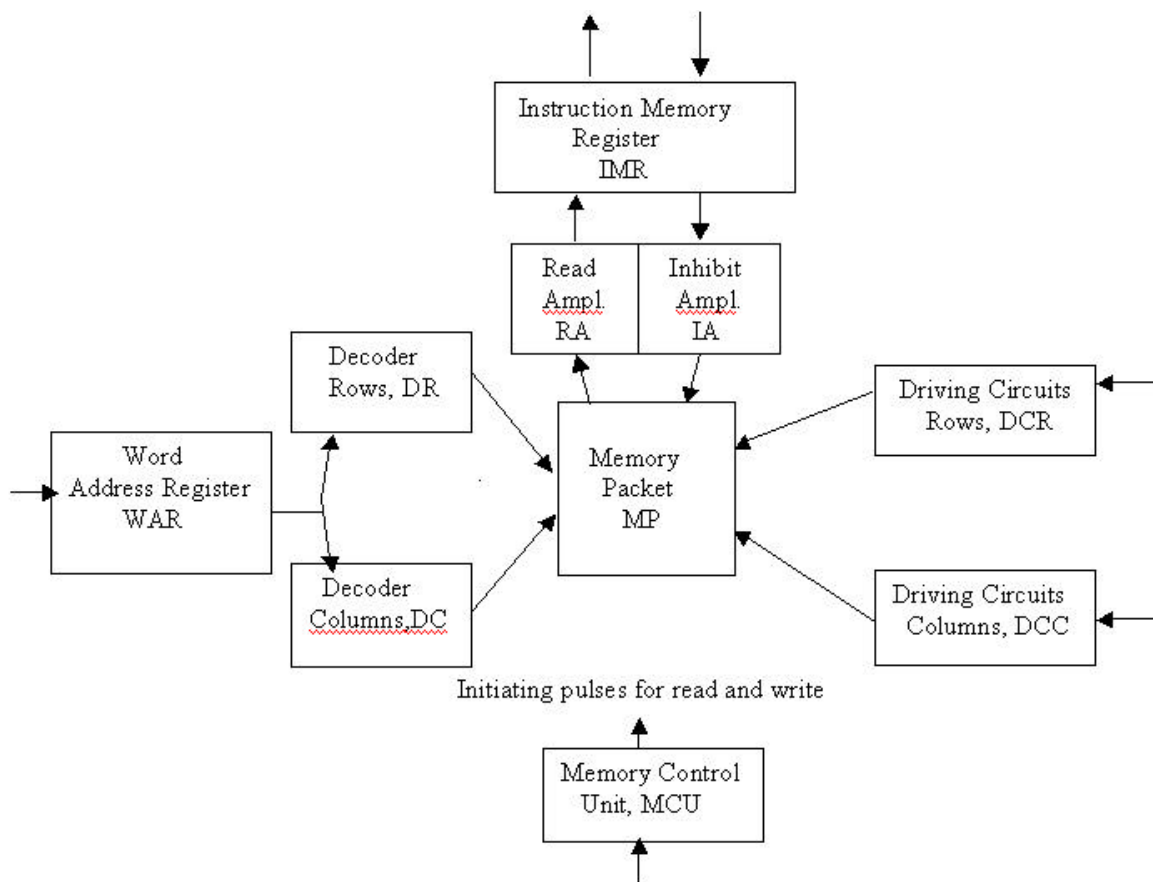 Instruction Memory
Register
IMR
Read
Ampl.
RA
Inhibit
Ampl.
IA
Decoder
Rows, DR
Driving Circuits
Rows, DCR
Word
Address Register
WAR
Memory
Packet
MP
Decoder
Columns,DC
Driving Circuits
Columns, DCC
Initiating pulses for read and write
Memory Control
Unit, MCU